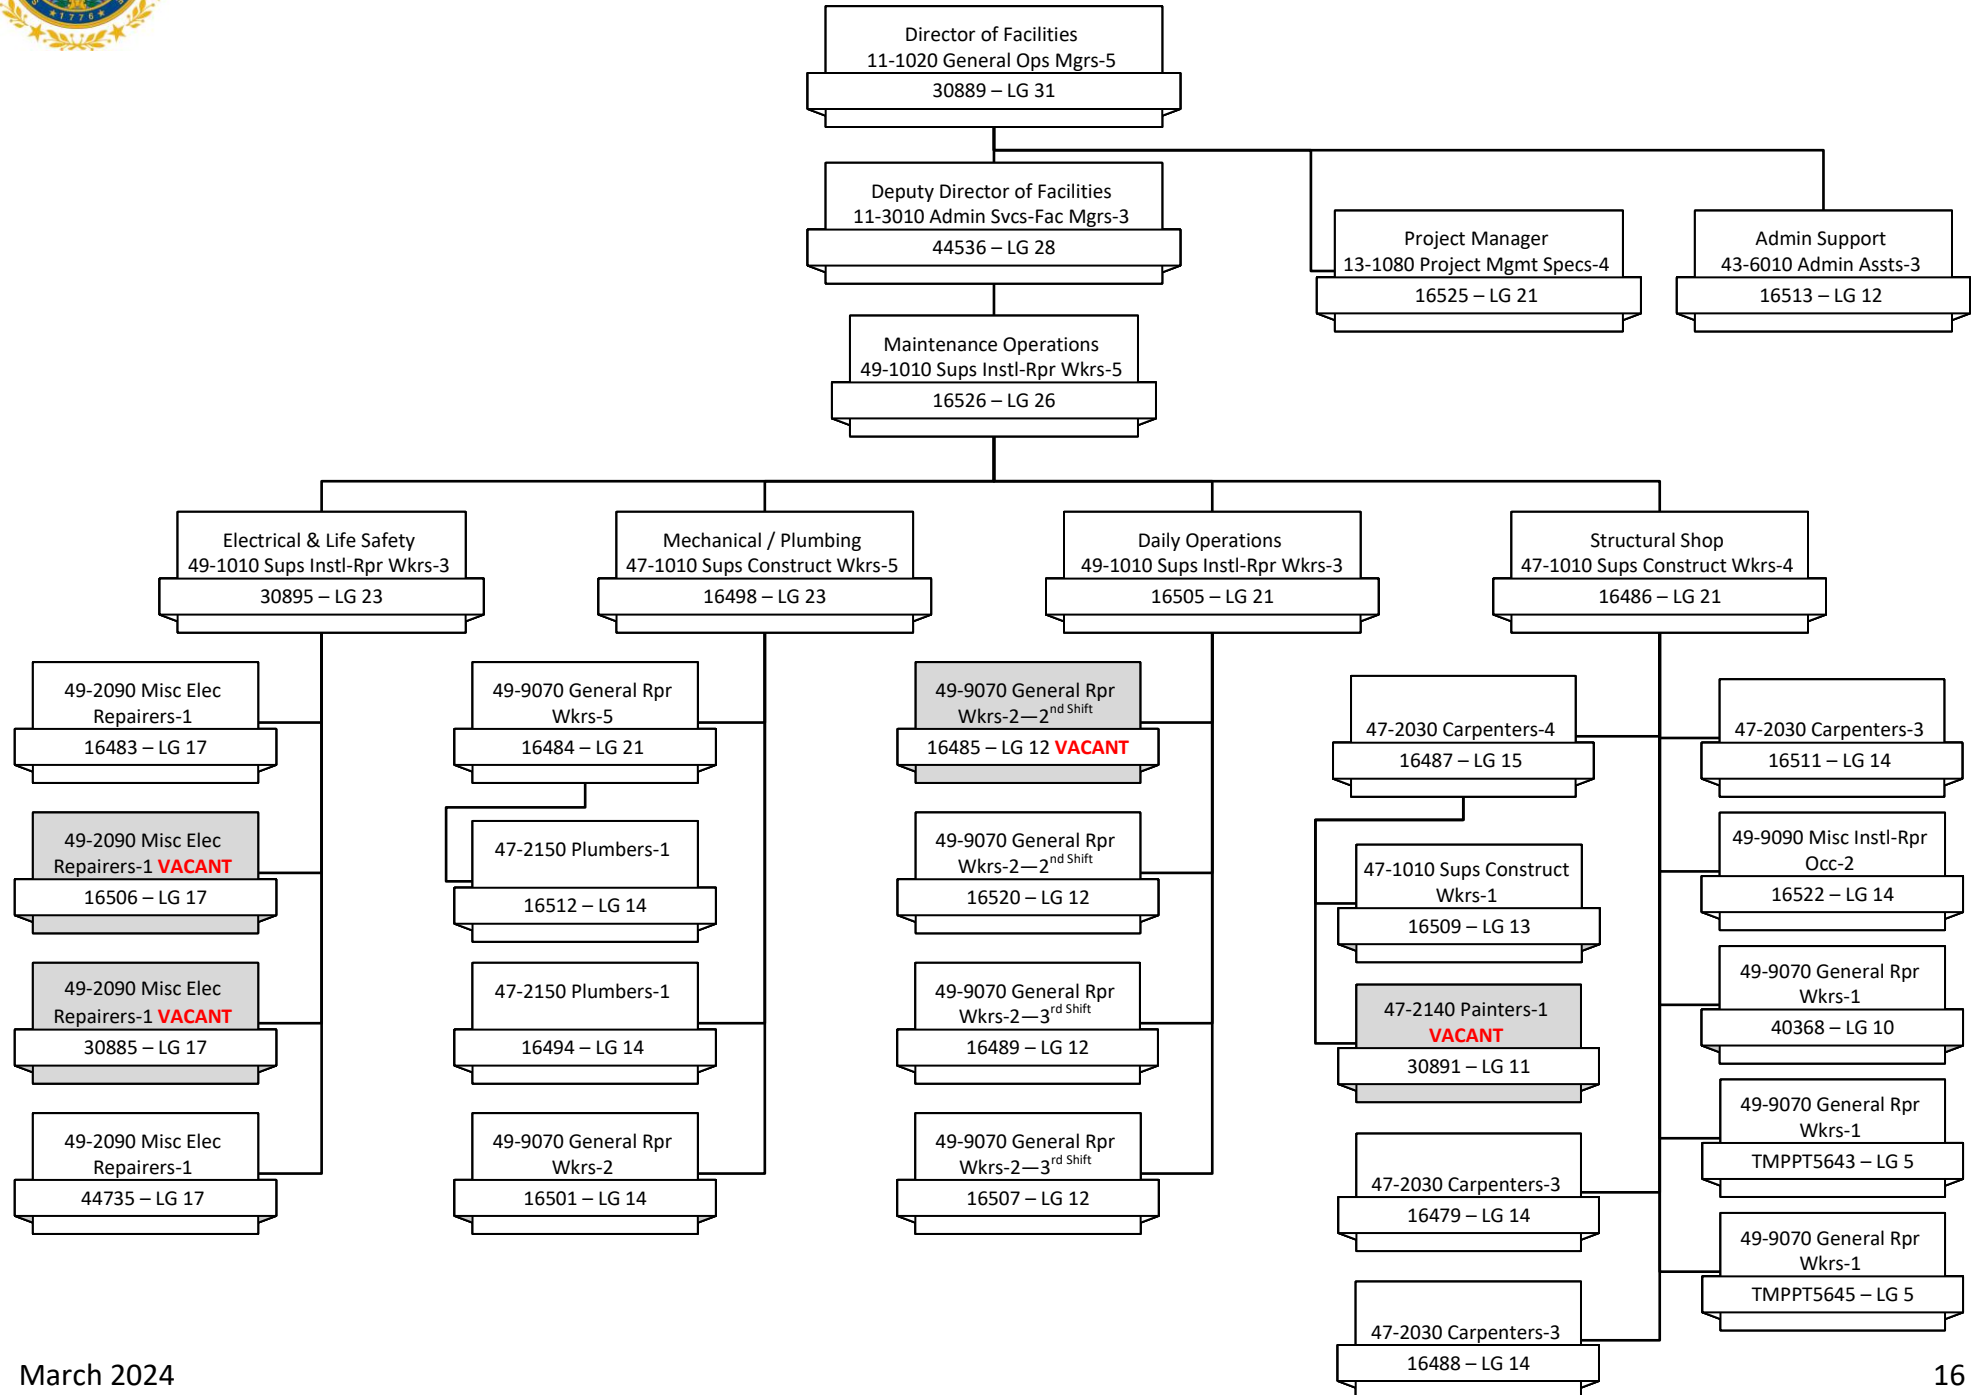 1776
Director of Facilities
11-1020 General Ops Mgrs-5
30889 – LG 31
Deputy Director of Facilities
11-3010 Admin Svcs-Fac Mgrs-3
44536 – LG 28
Project Manager
13-1080 Project Mgmt Specs-4
16525 – LG 21
Admin Support
43-6010 Admin Assts-3
16513 – LG 12
Maintenance Operations
49-1010 Sups Instl-Rpr Wkrs-5
16526 – LG 26
Electrical & Life Safety
49-1010 Sups Instl-Rpr Wkrs-3
30895 – LG 23
Mechanical / Plumbing
47-1010 Sups Construct Wkrs-5
16498 – LG 23
Daily Operations
49-1010 Sups Instl-Rpr Wkrs-3
16505 – LG 21
Structural Shop
47-1010 Sups Construct Wkrs-4
16486 – LG 21
49-2090 Misc Elec
Repairers-1
16483 – LG 17
49-2090 Misc Elec
Repairers-1 VACANT
16506 – LG 17
49-2090 Misc Elec
Repairers-1 VACANT
30885 – LG 17
49-2090 Misc Elec
Repairers-1
44735 – LG 17
49-9070 General Rpr
Wkrs-5
16484 – LG 21
47-2150 Plumbers-1
16512 – LG 14
47-2150 Plumbers-1
16494 – LG 14
49-9070 General Rpr
Wkrs-2
16501 – LG 14
49-9070 General Rpr
Wkrs-2—2nd Shift
16485 – LG 12 VACANT
49-9070 General Rpr
Wkrs-2—2nd Shift
16520 – LG 12
49-9070 General Rpr
Wkrs-2—3rd Shift
16489 – LG 12
49-9070 General Rpr
Wkrs-2—3rd Shift
16507 – LG 12
47-2030 Carpenters-4
16487 – LG 15
47-1010 Sups Construct
Wkrs-1
16509 – LG 13
47-2140 Painters-1
VACANT
30891 – LG 11
47-2030 Carpenters-3
16479 – LG 14
47-2030 Carpenters-3
16488 – LG 14
47-2030 Carpenters-3
16511 – LG 14
49-9090 Misc Instl-Rpr
Occ-2
16522 – LG 14
49-9070 General Rpr
Wkrs-1
40368 – LG 10
49-9070 General Rpr
Wkrs-1
TMPPT5643 – LG 5
49-9070 General Rpr
Wkrs-1
TMPPT5645 – LG 5
March 2024
16